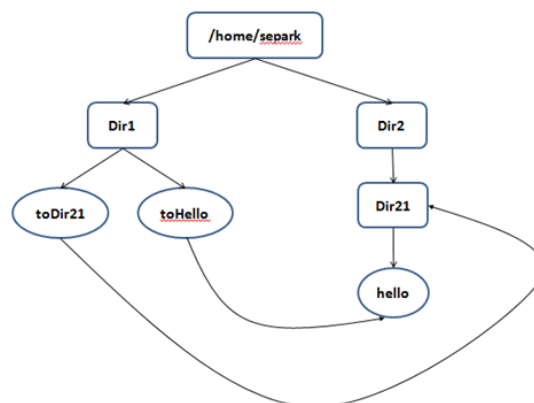 /home/separk
Dir1
Dir2
toDir21
toHello
Dir21
hello